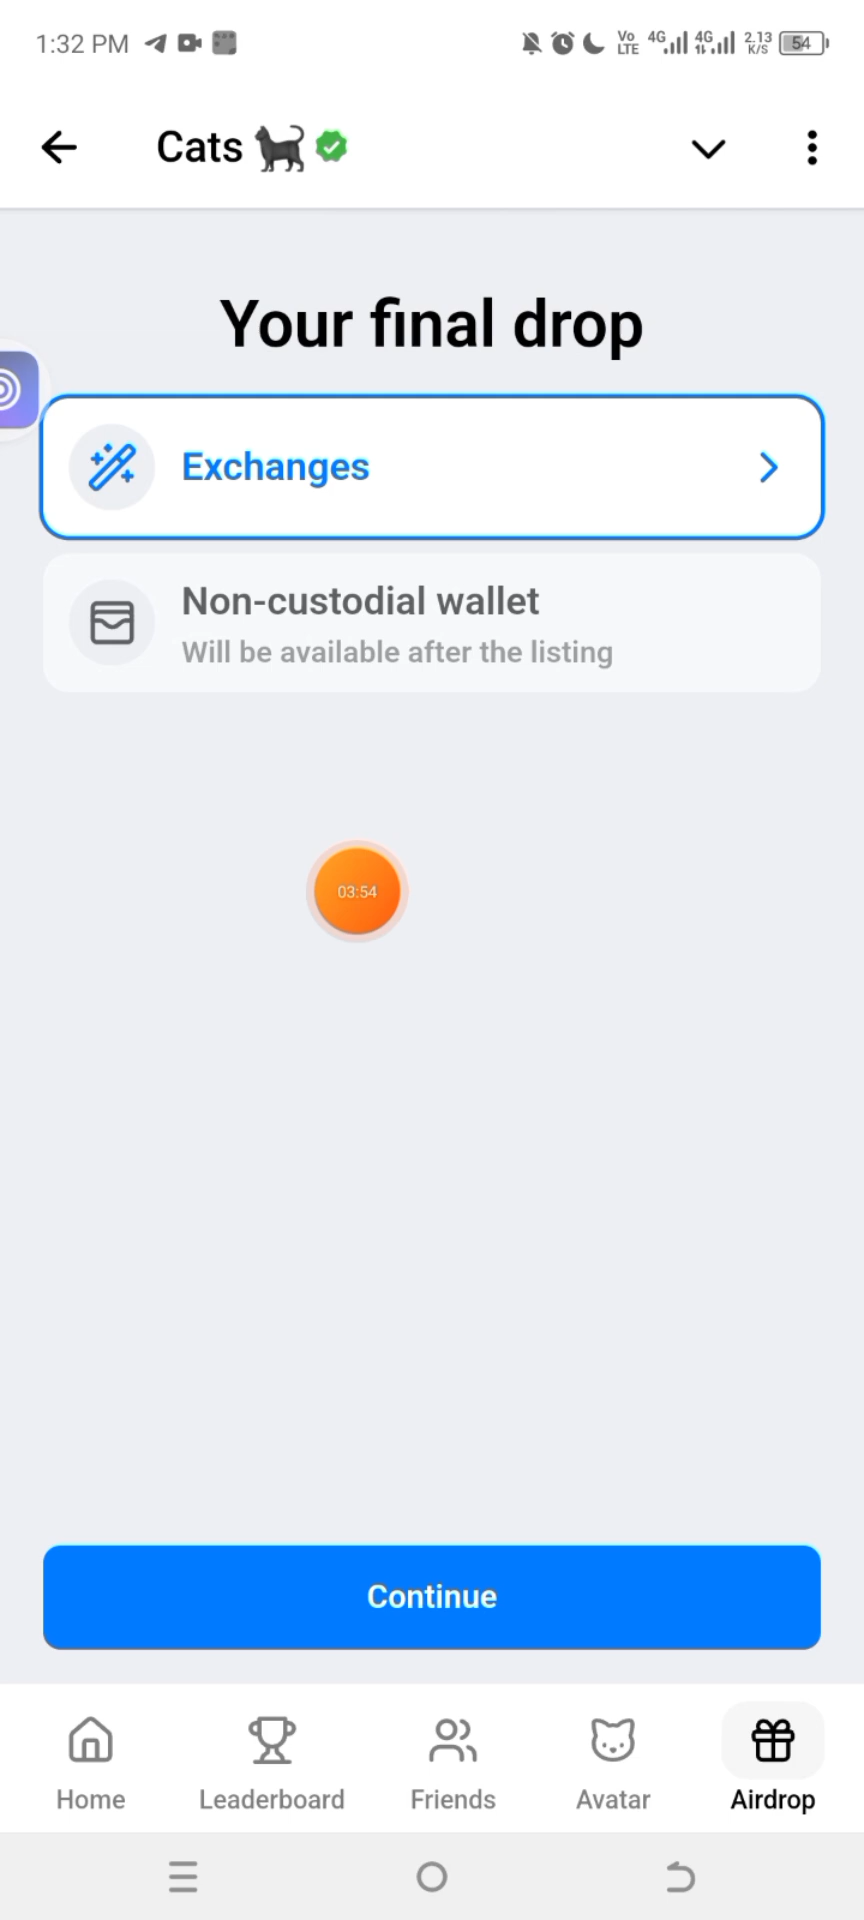 1:32 PM Vo LTE 4G 4G 2.13 K/S 54
Cats
Your final drop
Exchanges
Non-custodial wallet
Will be available after the listing
03:54
Continue
Home Leaderboard Friends Avatar Airdrop